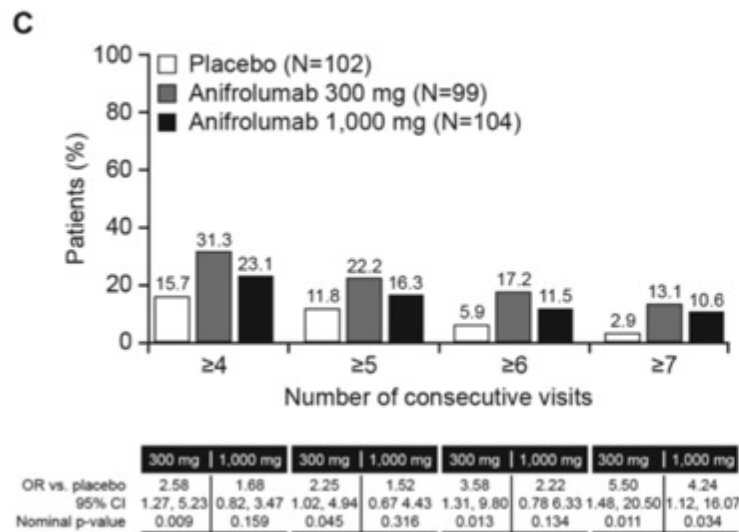 C
100
80
60
40
20
0
Patients (%)
Placebo (N=102)
Anifrolumab 300 mg (N=99)
Anifrolumab 1,000 mg (N=104)
15.7 31.3 23.1 11.8 22.2 16.3 5.9 17.2 11.5 2.9 13.1 10.6
≥4 ≥5 ≥6 ≥7
Number of consecutive visits
300 mg 1,000 mg 300 mg 1,000 mg 300 mg 1,000 mg 300 mg 1,000 mg
OR vs. placebo 2.58 1.68 2.25 1.52 3.58 2.22 5.50 4.24
95% CI 1.27, 5.23 0.82, 3.47 1.02, 4.94 0.67 4.43 1.31, 9.80 0.78 6.33 1.48, 20.50 1.12, 16.07
Nominal p-value 0.009 0.159 0.045 0.316 0.013 0.134 0.011 0.034